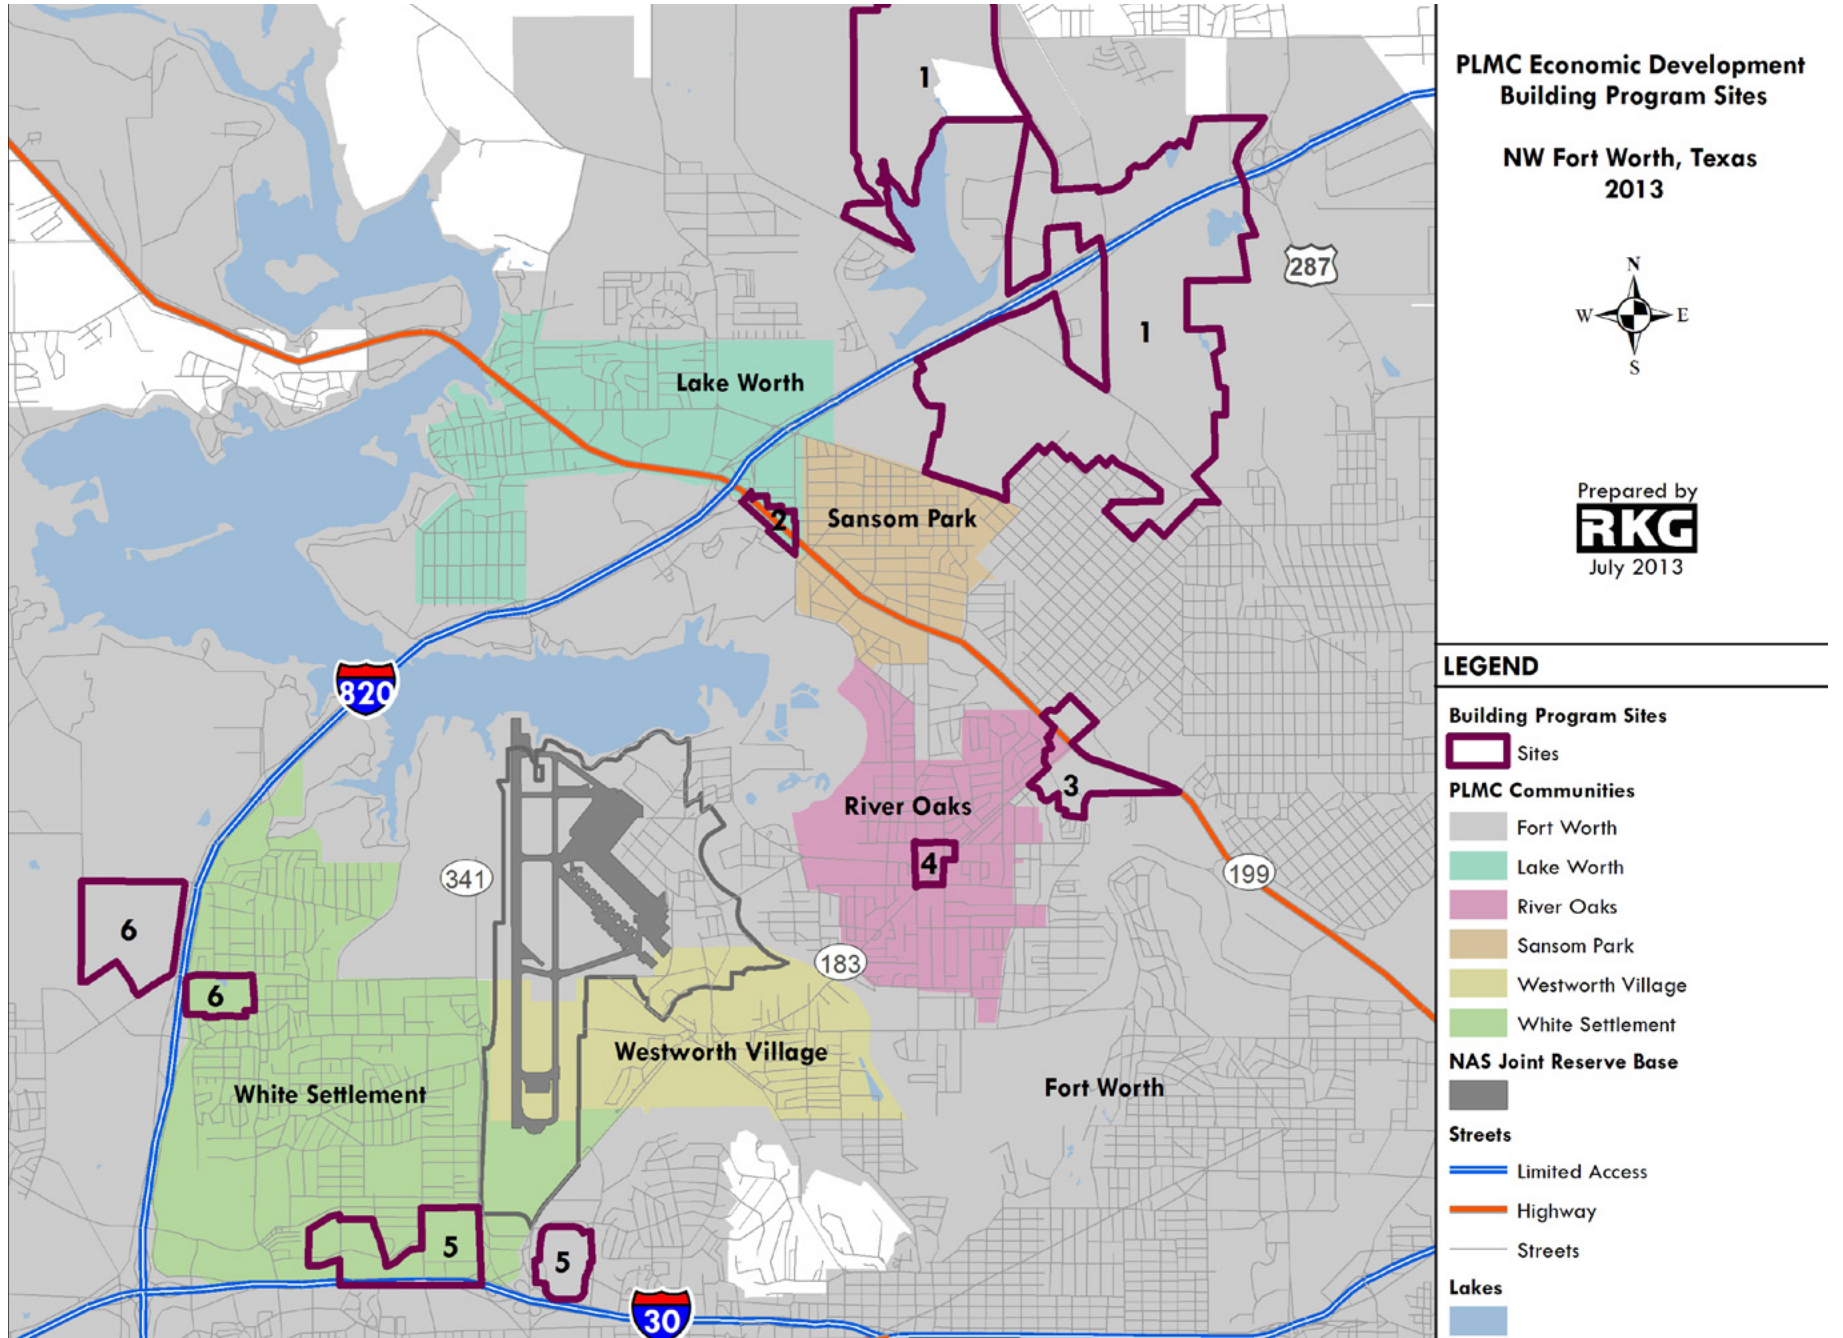 PLMC Economic Development
Building Program Sites
NW Fort Worth, Texas
2013
N
W E
S
Prepared by
RKG
July 2013
LEGEND
Building Program Sites
Sites
PLMC Communities
Fort Worth
Lake Worth
River Oaks
Sansom Park
Westworth Village
White Settlement
NAS Joint Reserve Base
Streets
Limited Access
Highway
Streets
Lakes
1
287
1
Lake Worth
2
Sansom Park
820
3
River Oaks
4
341
199
6
183
6
Westworth Village
White Settlement
Fort Worth
5
5
30